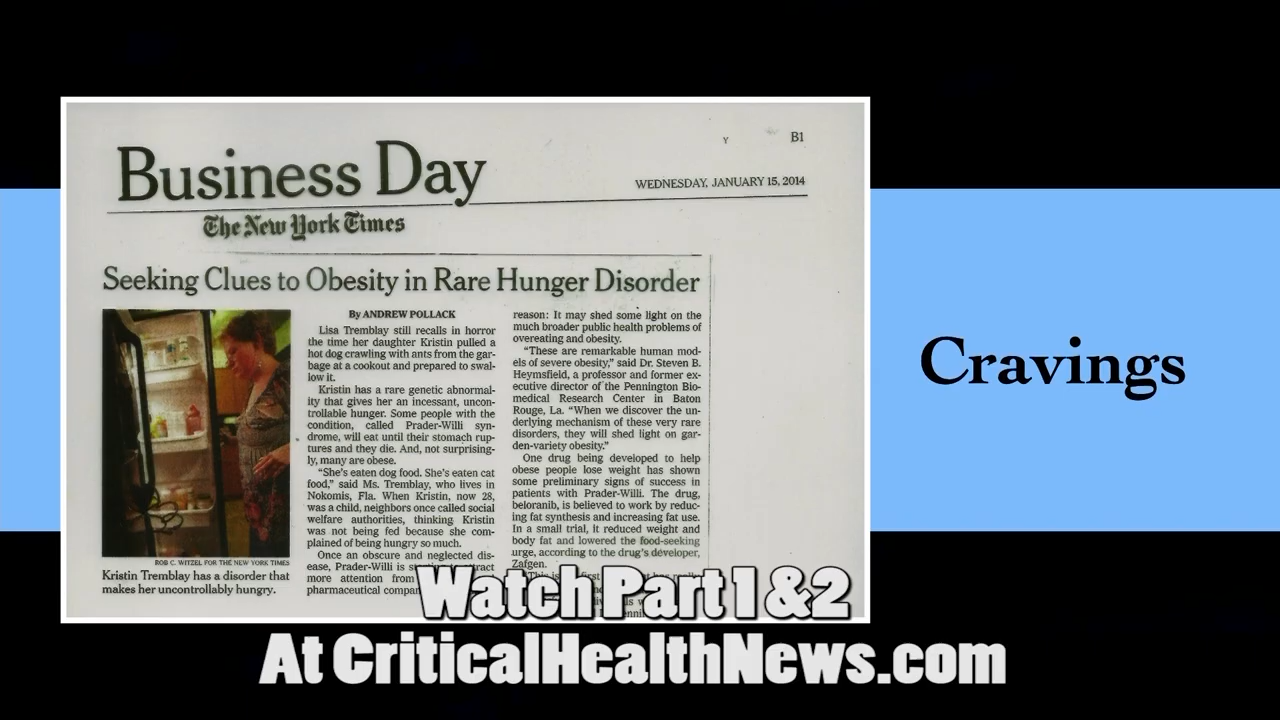 Business Day
Y
B1
WEDNESDAY, JANUARY 15, 2014
The New York Times
Seeking Clues to Obesity in Rare Hunger Disorder
ROB C. WITZEL FOR THE NEW YORK TIMES
Kristin Tremblay has a disorder that
makes her uncontrollably hungry.
By ANDREW POLLACK
Lisa Tremblay still recalls in horror
the time her daughter Kristin pulled a
hot dog crawling with ants from the gar-
bage at a cookout and prepared to swal-
low it.
Kristin has a rare genetic abnormal-
ity that gives her an incessant, uncon-
trollable hunger. Some people with the
condition, called Prader-Willi syn-
drome, will eat until their stomach rup-
tures and they die. And, not surprising-
ly, many are obese.
"She's eaten dog food. She's eaten cat
food," said Ms. Tremblay, who lives in
Nokomis, Fla. When Kristin, now 28,
was a child, neighbors once called social
welfare authorities, thinking Kristin
was not being fed because she com-
plained of being hungry so much.
Once an obscure and neglected dis-
ease, Prader-Willi is
more attention from
pharmaceutical
reason: It may shed some light on the
much broader public health problems of
overeating and obesity.
"These are remarkable human mod-
els of severe obesity," said Dr. Steven B.
Heymsfield, a professor and former ex-
ecutive director of the Pennington Bio-
medical Research Center in Baton
Rouge, La. "When we discover the un-
derlying mechanism of these very rare
disorders, they will shed light on gar-
den-variety obesity."
One drug being developed to help
obese people lose weight has shown
some preliminary signs of success in
patients with Prader-Willi. The drug,
beloranib, is believed to work by reduc-
ing fat synthesis and increasing fat use.
In a small trial, it reduced weight and
body fat and lowered the food-seeking
urge, according to the drug's developer,
Zafgen.
Cravings
Watch Part 1 & 2
At CriticalHealthNews.com